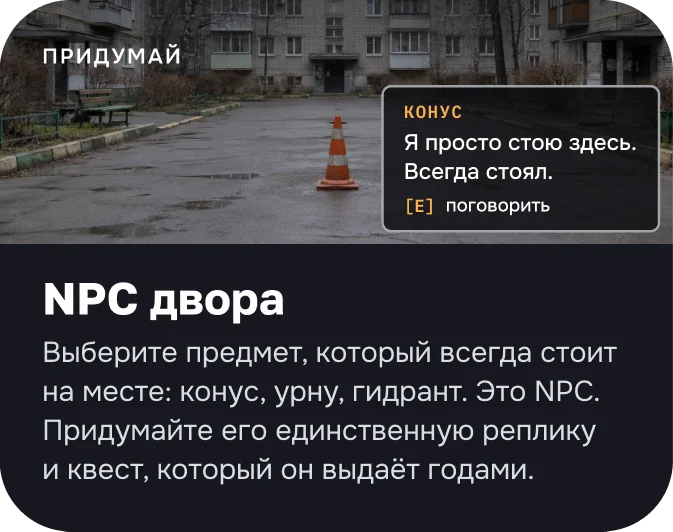 ПРИДУМАЙ
КОНУС
Я просто стою здесь.
Всегда стоял.
[E] поговорить
NPC двора
Выберите предмет, который всегда стоит
на месте: конус, урну, гидрант. Это NPC.
Придумайте его единственную реплику
и квест, который он выдаёт годами.